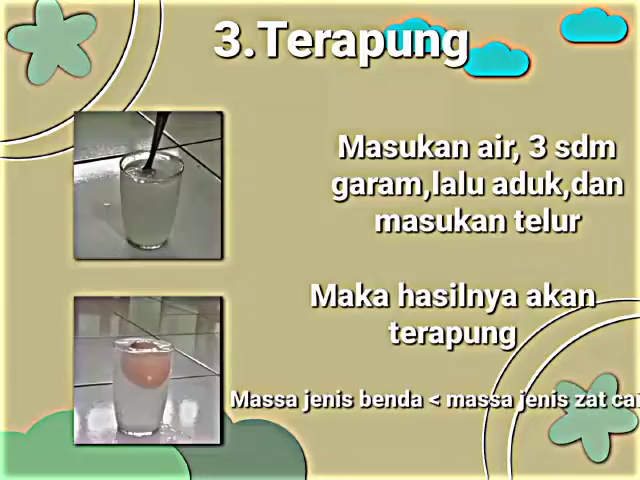 3.Terapung
Masukan air, 3 sdm
garam,lalu aduk,dan
masukan telur
Maka hasilnya akan
terapung
Massa jenis benda < massa jenis zat cai